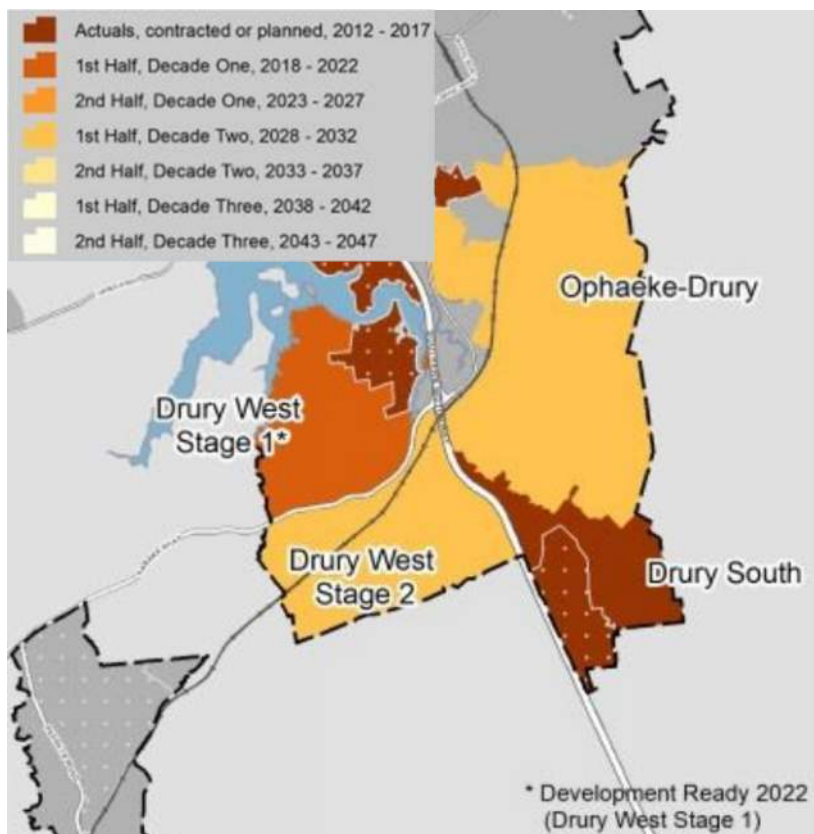 Actuals, contracted or planned, 2012 - 2017
1st Half, Decade One, 2018 - 2022
2nd Half, Decade One, 2023 - 2027
1st Half, Decade Two, 2028 - 2032
2nd Half, Decade Two, 2033 - 2037
1st Half, Decade Three, 2038 - 2042
2nd Half, Decade Three, 2043 - 2047
Ophaeke-Drury
Drury West
Stage 1*
Drury West
Stage 2
Drury South
* Development Ready 2022
(Drury West Stage 1)